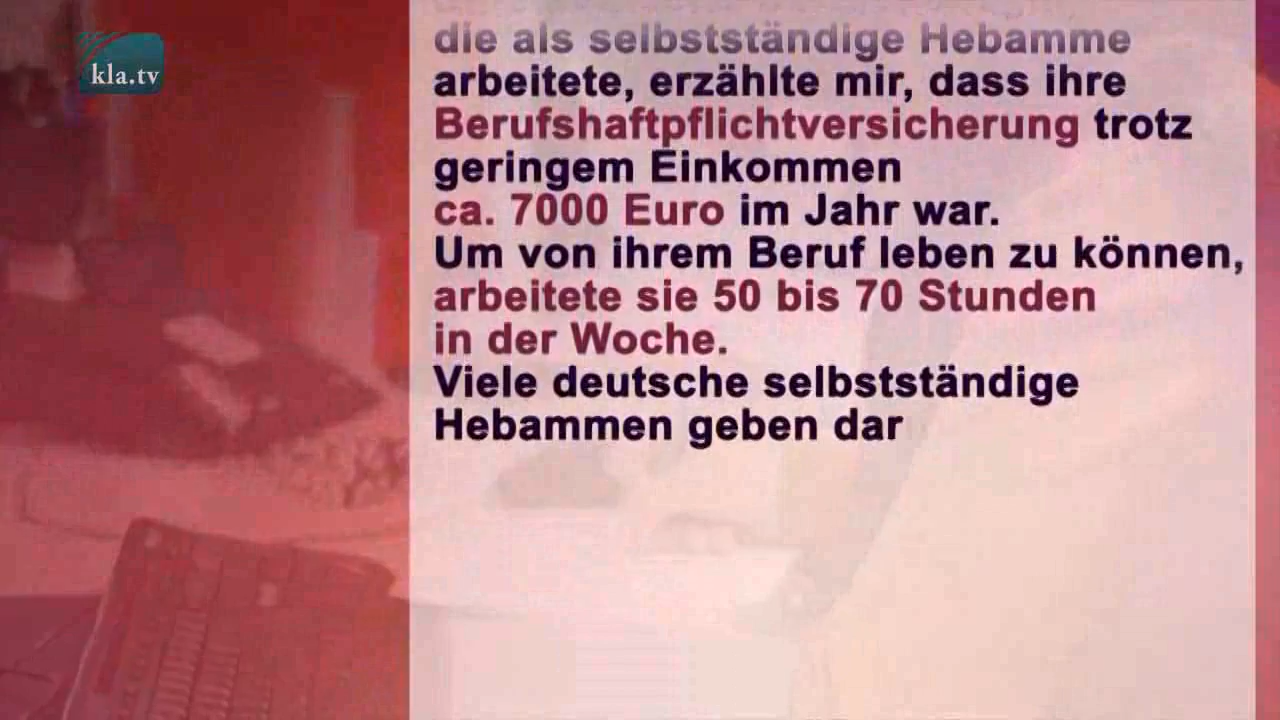 kla.tv
die als selbstständige Hebamme
arbeitete, erzählte mir, dass ihre
Berufshaftpflichtversicherung trotz
geringem Einkommen
ca. 7000 Euro im Jahr war.
Um von ihrem Beruf leben zu können,
arbeitete sie 50 bis 70 Stunden
in der Woche.
Viele deutsche selbstständige
Hebammen geben dar